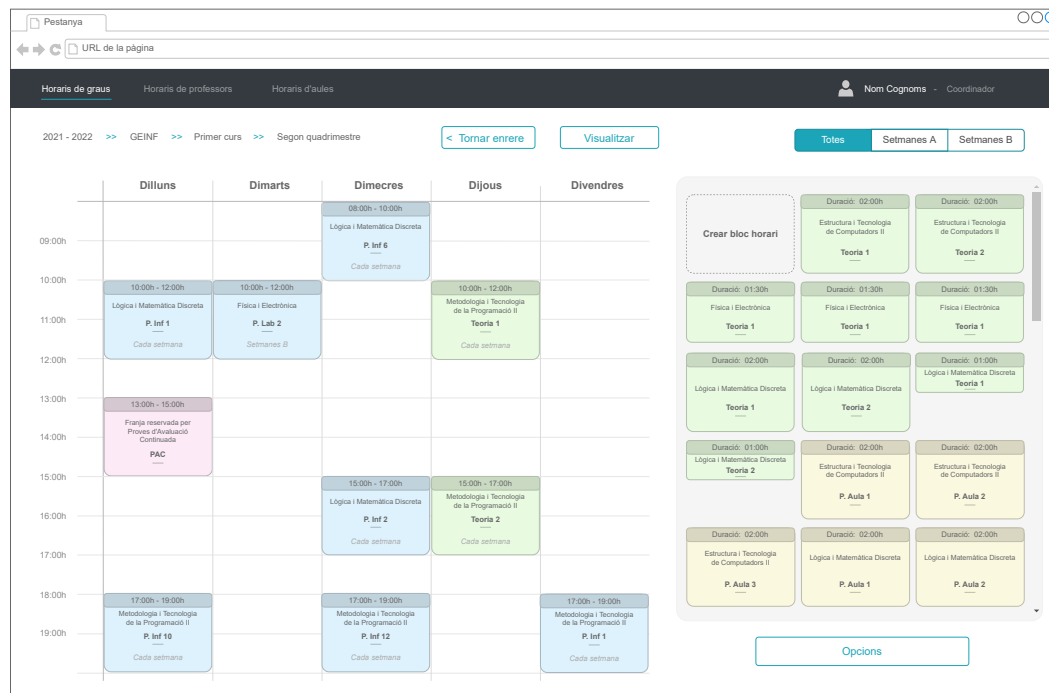 Pestanya
URL de la pàgina
Horaris de graus
Horaris de professors
Horaris d'aules
Nom Cognoms - Coordinador
2021 - 2022 >> GEINF >> Primer curs >> Segon quadrimestre
< Tornar enrere
Visualitzar
Totes
Setmanes A
Setmanes B
Dilluns
Dimarts
Dimecres
Dijous
Divendres
09:00h
10:00h
11:00h
12:00h
13:00h
14:00h
15:00h
16:00h
17:00h
18:00h
19:00h
10:00h - 12:00h
Lògica i Matemàtica Discreta
P. Inf 1
Cada setmana
13:00h - 15:00h
Franja reservada per
Proves d'Avaluació
Continuada
PAC
17:00h - 19:00h
Metodologia i Tecnologia
de la Programació II
P. Inf 10
Cada setmana
10:00h - 12:00h
Física i Electrònica
P. Lab 2
Setmanes B
08:00h - 10:00h
Lògica i Matemàtica Discreta
P. Inf 6
Cada setmana
15:00h - 17:00h
Lògica i Matemàtica Discreta
P. Inf 2
Cada setmana
17:00h - 19:00h
Metodologia i Tecnologia
de la Programació II
P. Inf 12
Cada setmana
10:00h - 12:00h
Metodologia i Tecnologia
de la Programació II
Teoria 1
Cada setmana
15:00h - 17:00h
Metodologia i Tecnologia
de la Programació II
Teoria 2
Cada setmana
17:00h - 19:00h
Metodologia i Tecnologia
de la Programació II
P. Inf 1
Cada setmana
Crear bloc horari
Duració: 02:00h
Estructura i Tecnologia
de Computadors II
Teoria 1
Duració: 02:00h
Estructura i Tecnologia
de Computadors II
Teoria 2
Duració: 01:30h
Física i Electrònica
Teoria 1
Duració: 01:30h
Física i Electrònica
Teoria 1
Duració: 01:30h
Física i Electrònica
Teoria 1
Duració: 02:00h
Lògica i Matemàtica Discreta
Teoria 1
Duració: 02:00h
Lògica i Matemàtica Discreta
Teoria 2
Duració: 01:00h
Lògica i Matemàtica Discreta
Teoria 1
Duració: 01:00h
Lògica i Matemàtica Discreta
Teoria 2
Duració: 02:00h
Estructura i Tecnologia
de Computadors II
P. Aula 1
Duració: 02:00h
Estructura i Tecnologia
de Computadors II
P. Aula 2
Duració: 02:00h
Estructura i Tecnologia
de Computadors II
P. Aula 3
Duració: 02:00h
Lògica i Matemàtica Discreta
P. Aula 1
Duració: 02:00h
Lògica i Matemàtica Discreta
P. Aula 2
Opcions